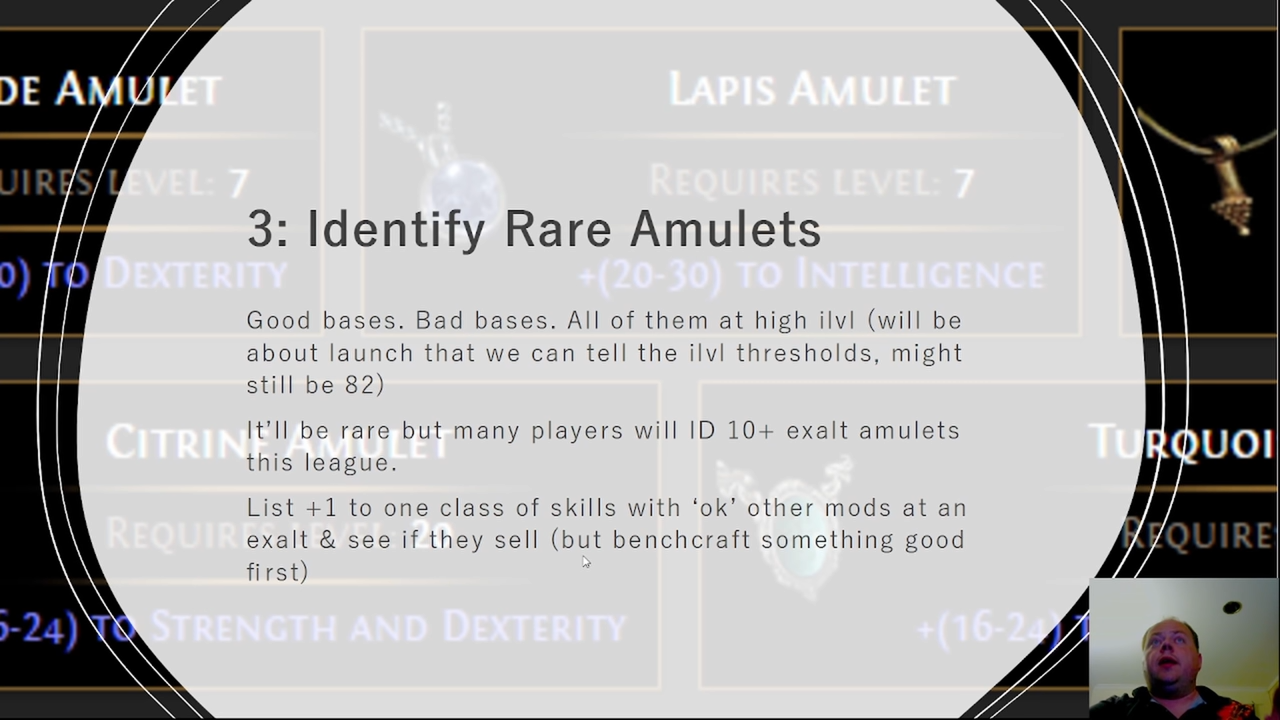 DE AMULET
LAPIS AMULET
UIRES LEVEL: 7
REQUIRES LEVEL: 7
3: Identify Rare Amulets
0) TO DEXTERITY
+(20-30) TO INTELLIGENCE
Good bases. Bad bases. All of them at high ilvl (will be
about launch that we can tell the ilvl thresholds, might
still be 82)
CITRINE AMULET
TURQUOI
It’ll be rare but many players will ID 10+ exalt amulets
this league.
List +1 to one class of skills with ‘ok’ other mods at an
REQUIRES LEVEL: 20
REQUIRES
exalt & see if they sell (but benchcraft something good
first)
6-24) TO STRENGTH AND DEXTERITY
+(16-24) T